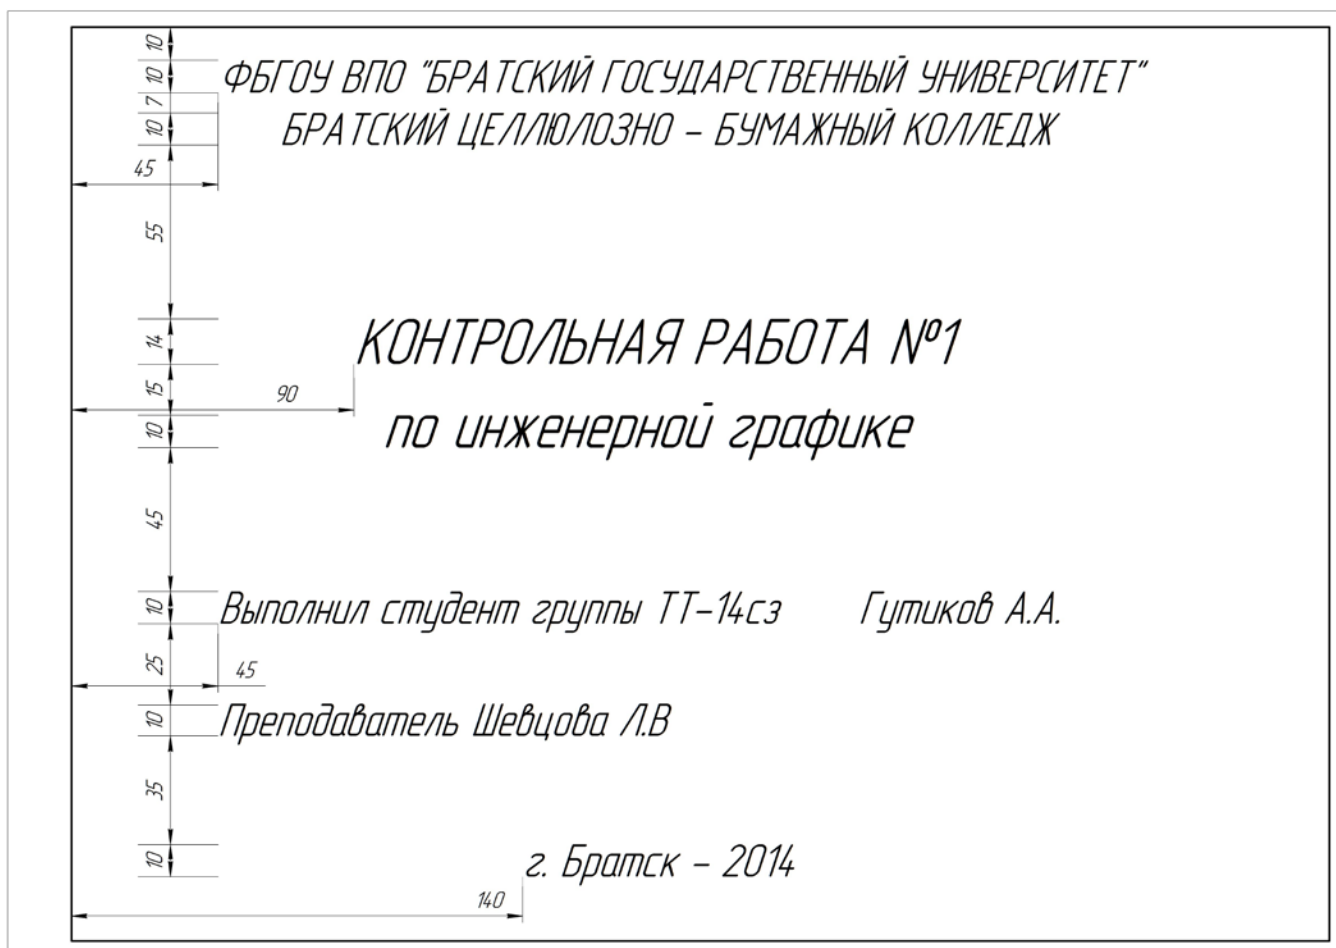 10
ФБГОУ ВПО "БРАТСКИЙ ГОСУДАРСТВЕННЫЙ УНИВЕРСИТЕТ"
10
7
БРАТСКИЙ ЦЕЛЛЮЛОЗНО - БУМАЖНЫЙ КОЛЛЕДЖ
10
45
55
КОНТРОЛЬНАЯ РАБОТА №1
14
15
90
по инженерной графике
10
45
Выполнил студент группы ТТ-14сз Гутиков А.А.
10
25
45
Преподаватель Шевцова Л.В
10
35
г. Братск - 2014
10
140